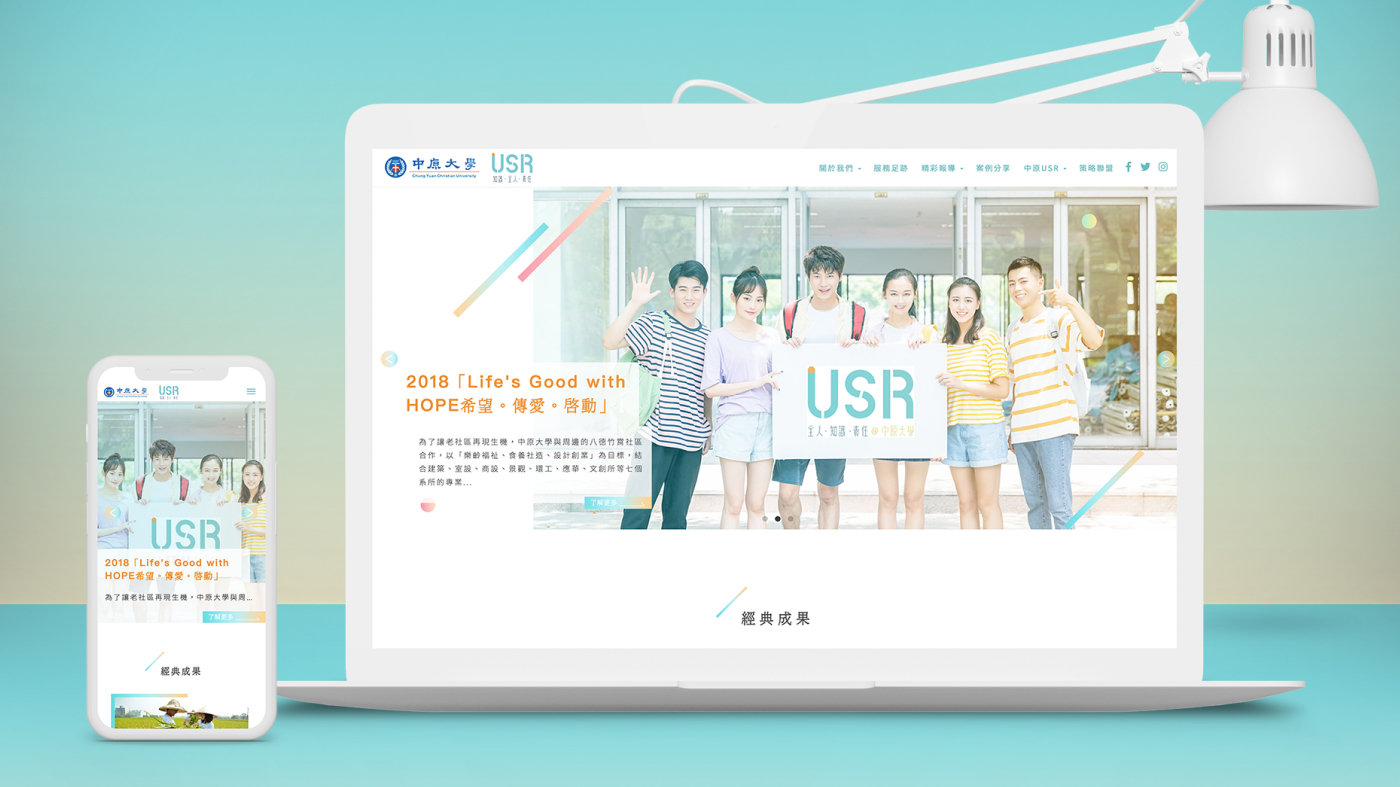 中原大學
Chung Yuan Christian University
USR
知識·全人·責任
關於我們
服務足跡
精彩報導
案例分享
中原USR
策略聯盟
2018「Life's Good with
HOPE希望。傳愛。啓動」
為了讓老社區再現生機，中原大學與周邊的八德竹霄社區
合作，以「樂齡福祉、食養社造、設計創業」為目標，結
合建築、室設、商設、景觀、環工、應華、文創所等七個
系所的專業...
了解更多
USR
全人·知識·責任@中原大學
經典成果
中原大學
USR
USR
2018「Life's Good with
HOPE希望。傳愛。啓動」
為了讓老社區再現生機，中原大學與周...
了解更多
經典成果